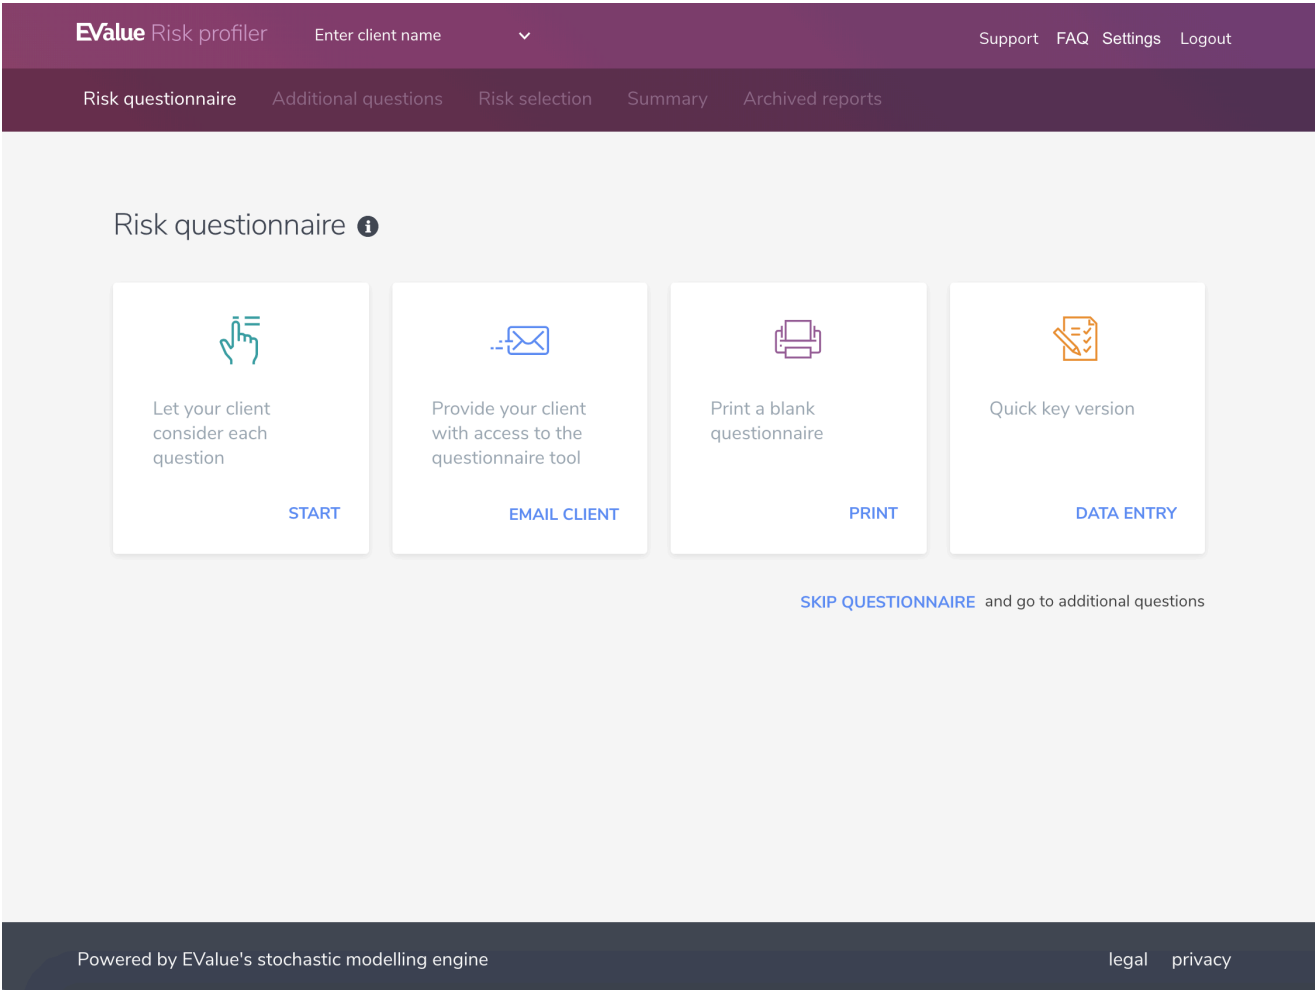 EValue Risk profiler
Enter client name
Support FAQ Settings Logout
Risk questionnaire Additional questions Risk selection Summary Archived reports
Risk questionnaire
Let your client
consider each
question
START
Provide your client
with access to the
questionnaire tool
EMAIL CLIENT
Print a blank
questionnaire
PRINT
Quick key version
DATA ENTRY
SKIP QUESTIONNAIRE and go to additional questions
Powered by EValue's stochastic modelling engine
legal privacy